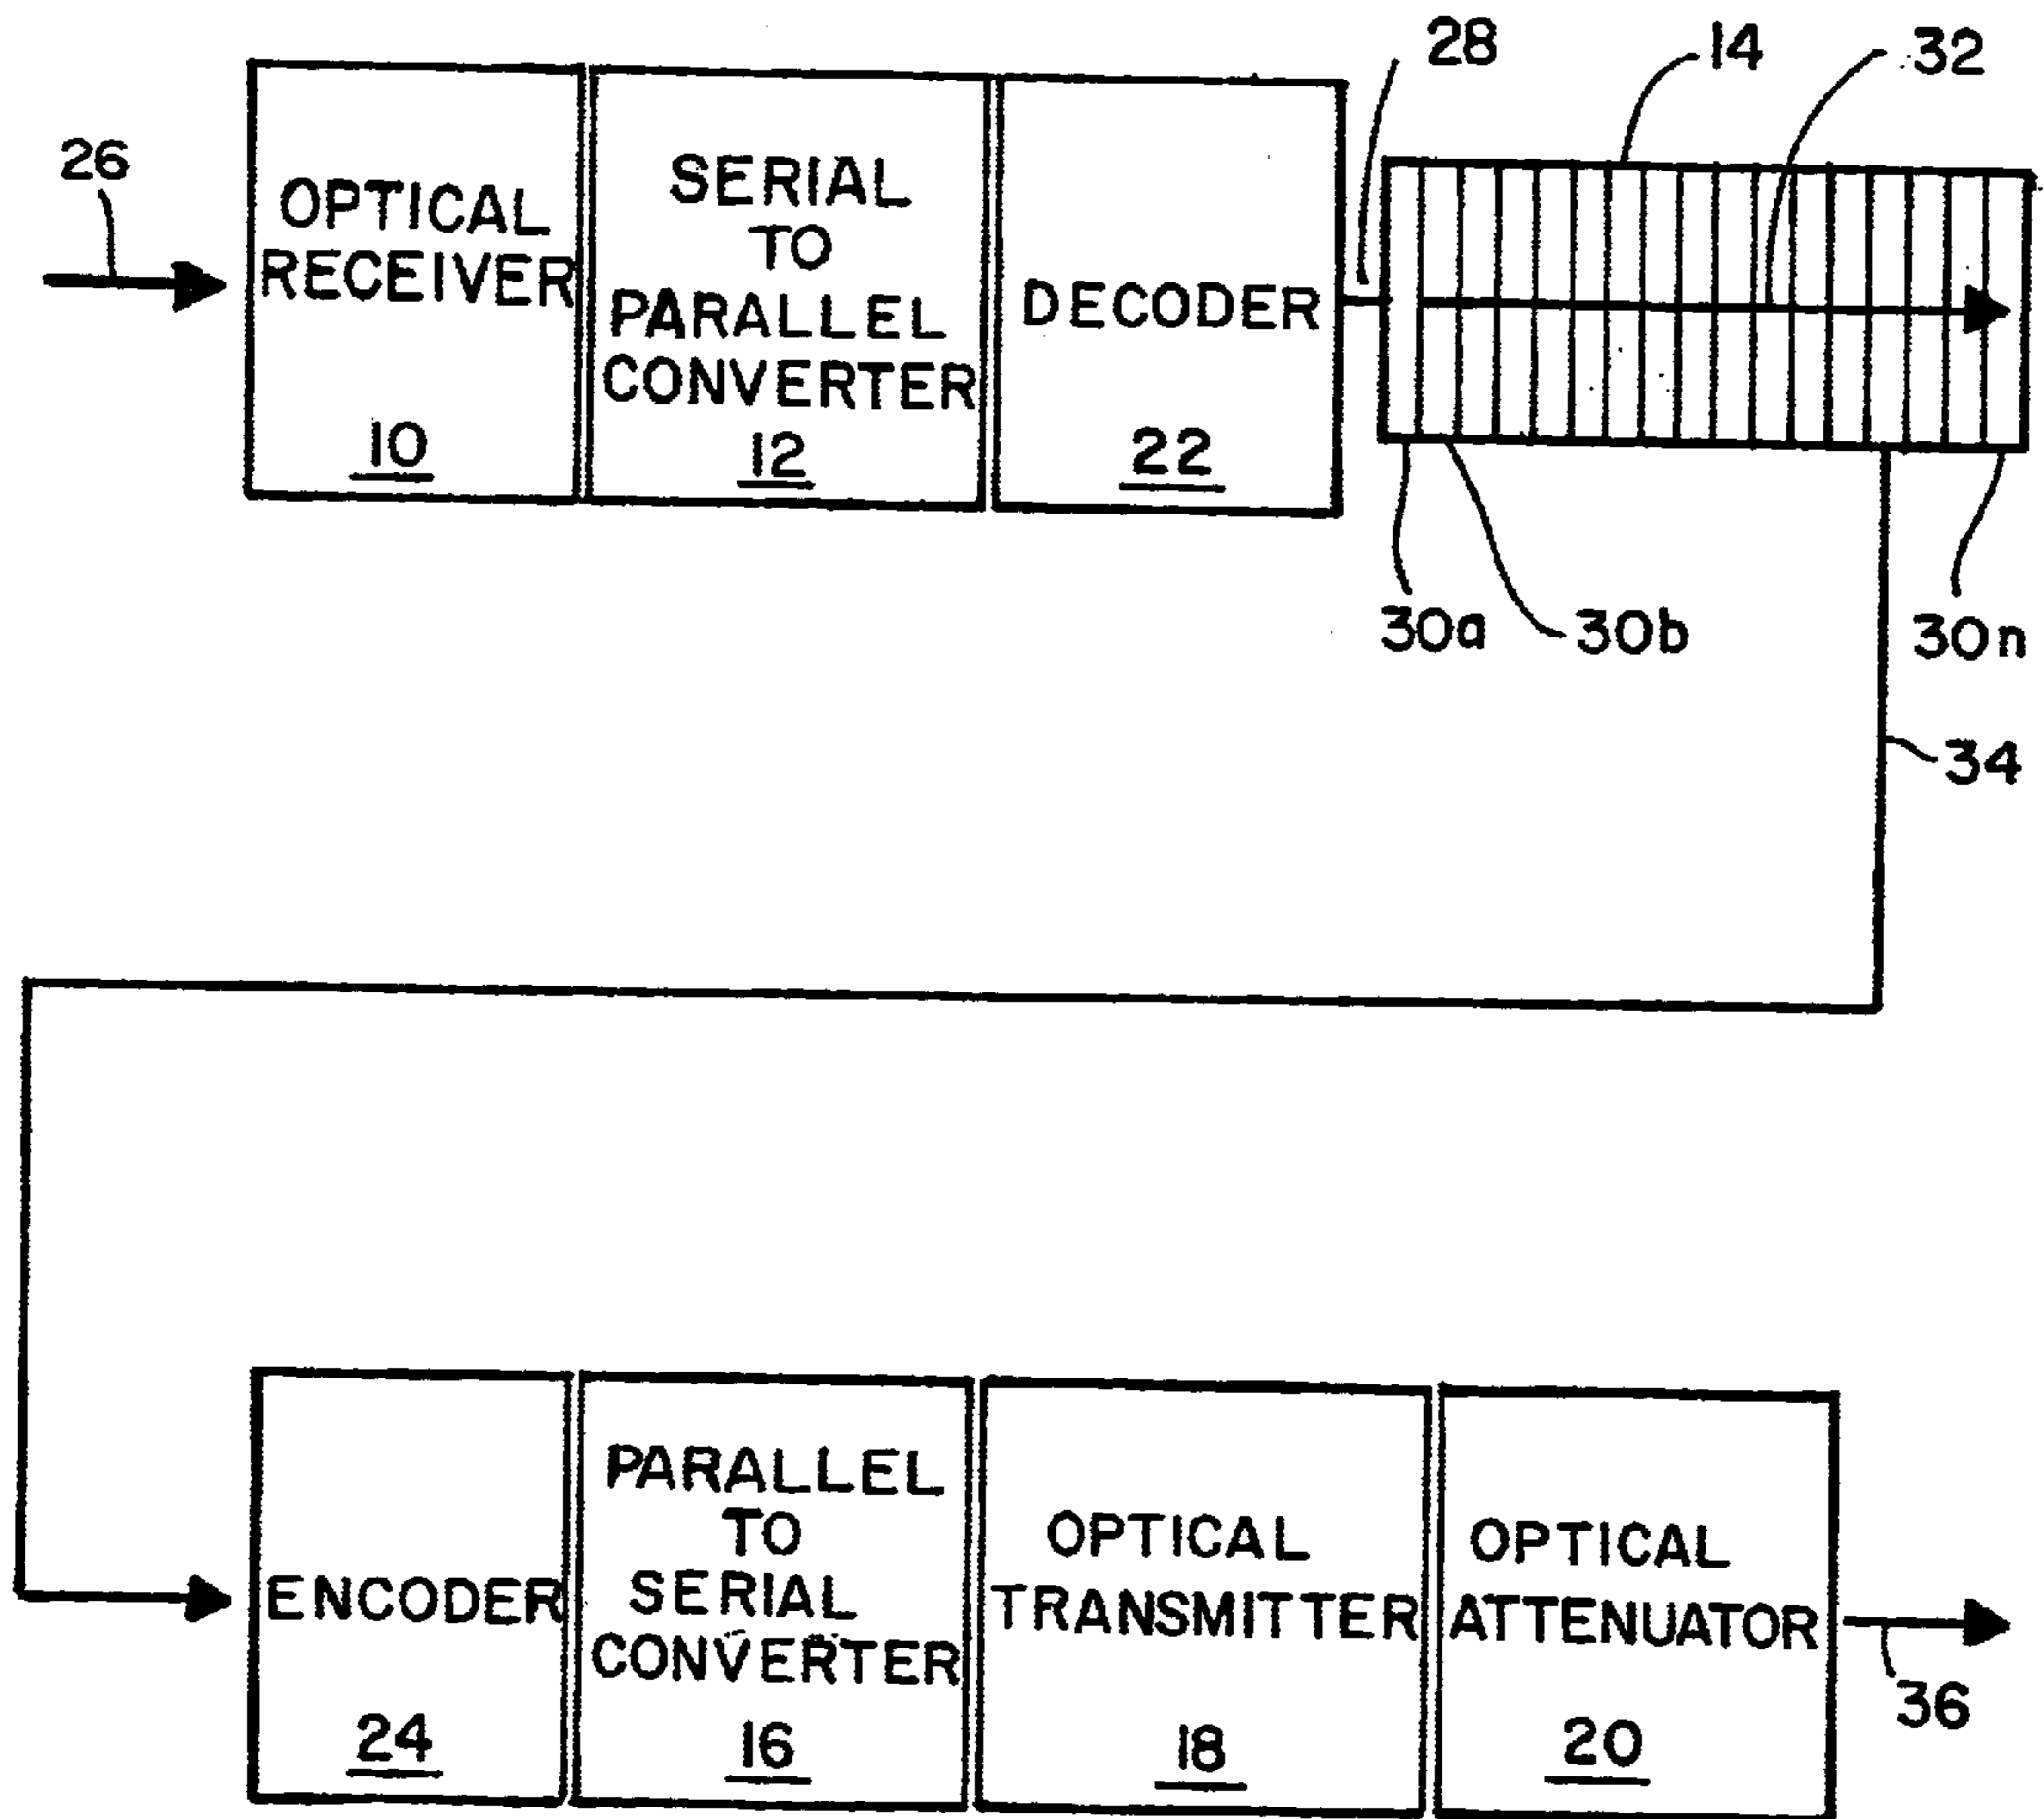 28
14
32
26
OPTICAL
RECEIVER
10
SERIAL
TO
PARALLEL
CONVERTER
12
DECODER
22
30a
30b
30n
34
ENCODER
24
PARALLEL
TO
SERIAL
CONVERTER
16
OPTICAL
TRANSMITTER
18
OPTICAL
ATTENUATOR
20
36